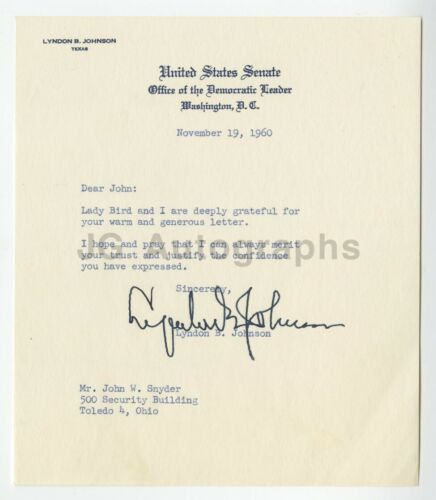 LYNDON B. JOHNSON
TEXAS
United States Senate
Office of the Democratic Leader
Washington, D. C.
November 19, 1960
Dear John:
Lady Bird and I are deeply grateful for
your warm and generous letter.
I hope and pray that I can always merit
your trust and justify the confidence
you have expressed.
JG Autographs
Sincerely,
Lyndon B. Johnson
Lyndon B. Johnson
Mr. John W. Snyder
500 Security Building
Toledo 4, Ohio